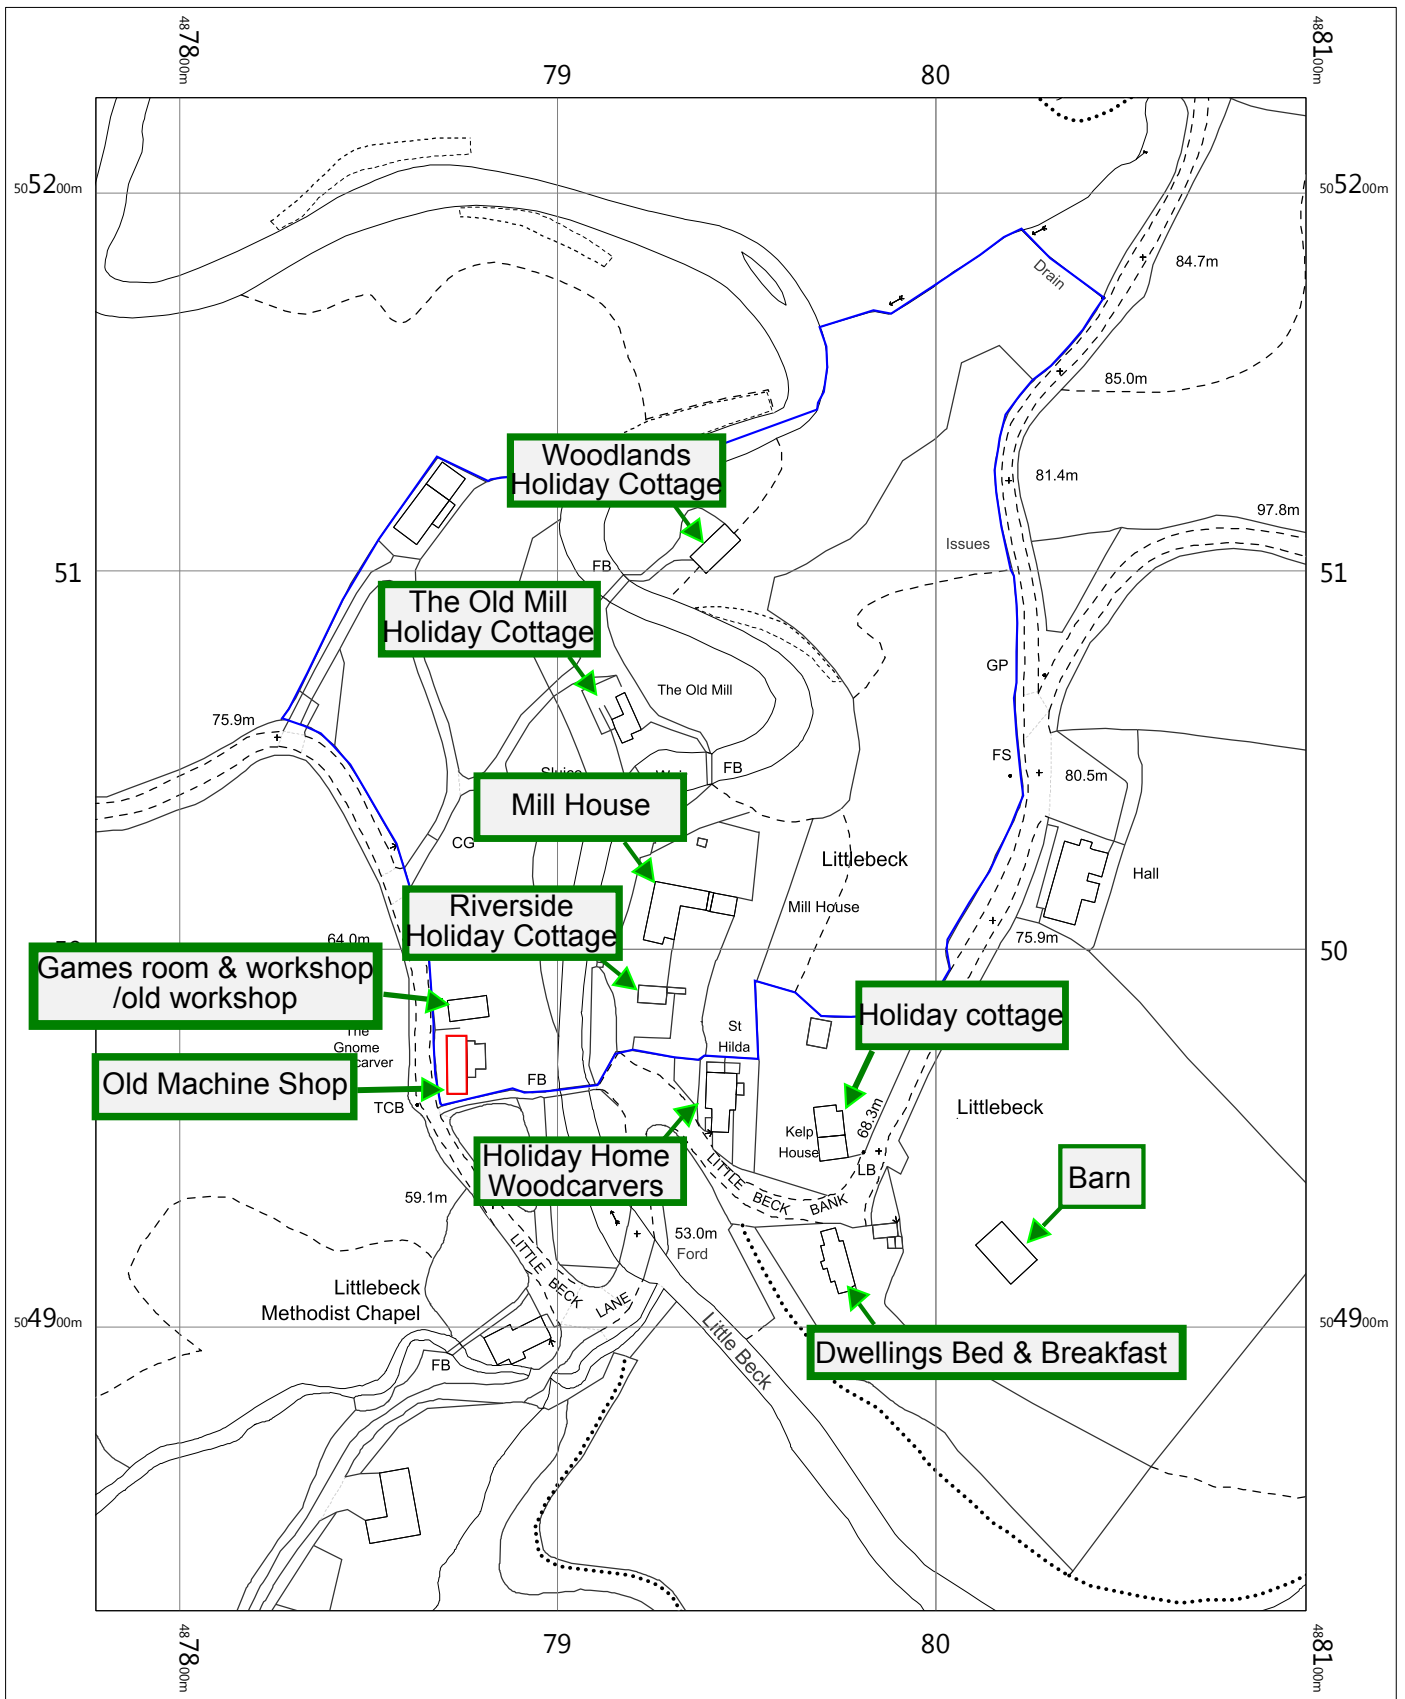 487800m
79
80
488100m
505200m
505200m
Drain
84.7m
85.0m
Woodlands
Holiday Cottage
81.4m
97.8m
Issues
51
FB
51
The Old Mill
Holiday Cottage
GP
The Old Mill
75.9m
FS
FB
80.5m
Mill House
CG
Littlebeck
Hall
Riverside
Holiday Cottage
Mill House
64.0m
75.9m
50
Games room & workshop
/old workshop
Holiday cottage
St
Hilda
The
Gnome
carver
Old Machine Shop
FB
TCB
Littlebeck
68.3m
Kelp
House
LB
Holiday Home
Woodcarvers
LITTLE BECK BANK
Barn
59.1m
53.0m
Ford
LITTLE BECK LANE
Littlebeck
Methodist Chapel
504900m
504900m
Little Beck
Dwellings Bed & Breakfast
FB
487800m
79
80
488100m